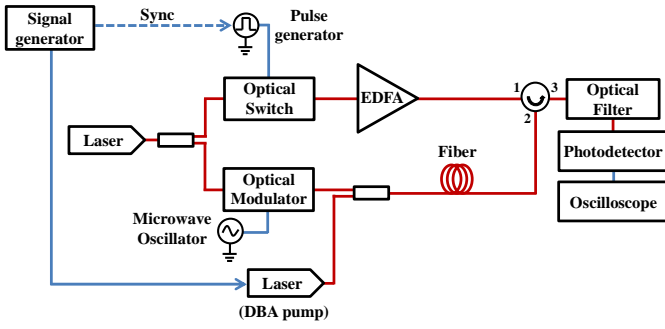 Signal
generator
Sync
Pulse
generator
Optical
Switch
EDFA
1
3
2
Optical
Filter
Laser
Fiber
Photodetector
Optical
Modulator
Oscilloscope
Microwave
Oscillator
Laser
(DBA pump)